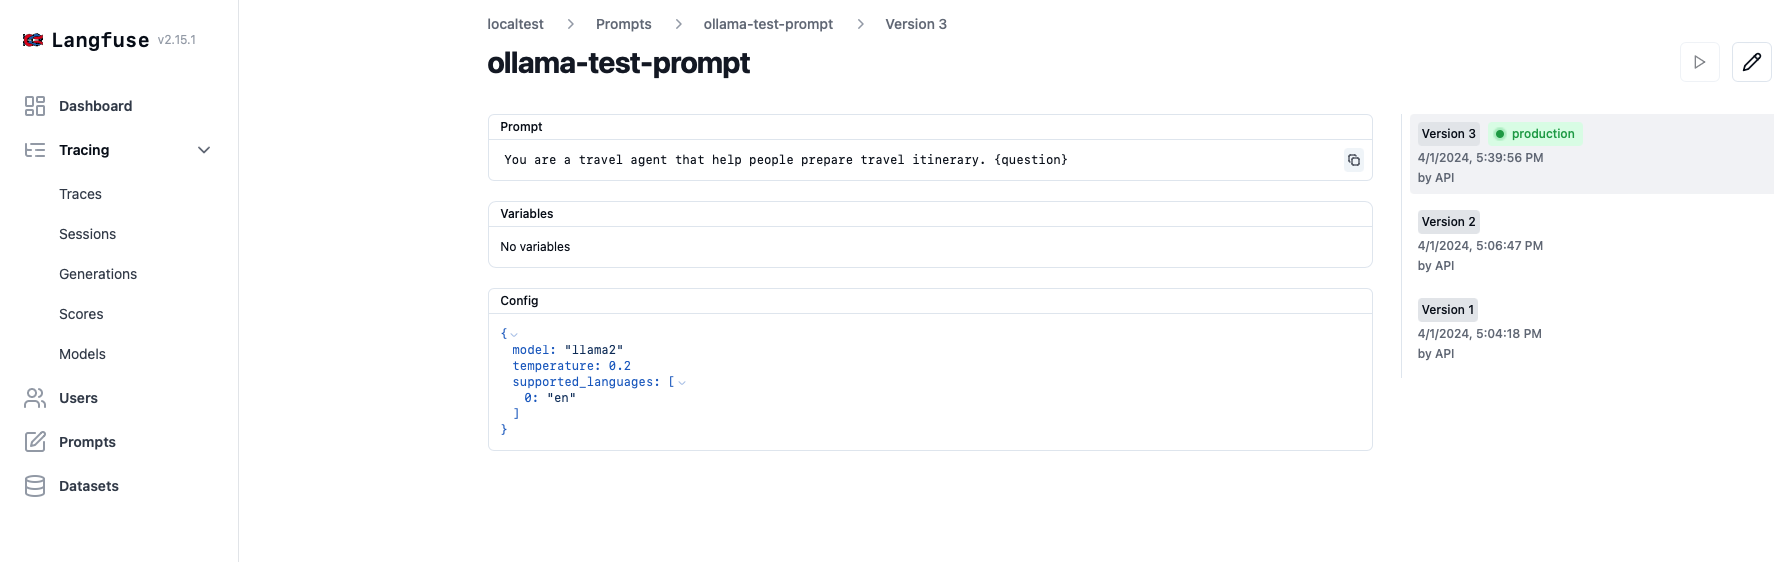 Langfuse v2.15.1
Dashboard
Tracing
Traces
Sessions
Generations
Scores
Models
Users
Prompts
Datasets
localtest > Prompts > ollama-test-prompt > Version 3
ollama-test-prompt
Prompt
You are a travel agent that help people prepare travel itinerary. {question}
Variables
No variables
Config
{
model: "llama2"
temperature: 0.2
supported_languages: [
0: "en"
]
}
Version 3 production
4/1/2024, 5:39:56 PM
by API
Version 2
4/1/2024, 5:06:47 PM
by API
Version 1
4/1/2024, 5:04:18 PM
by API